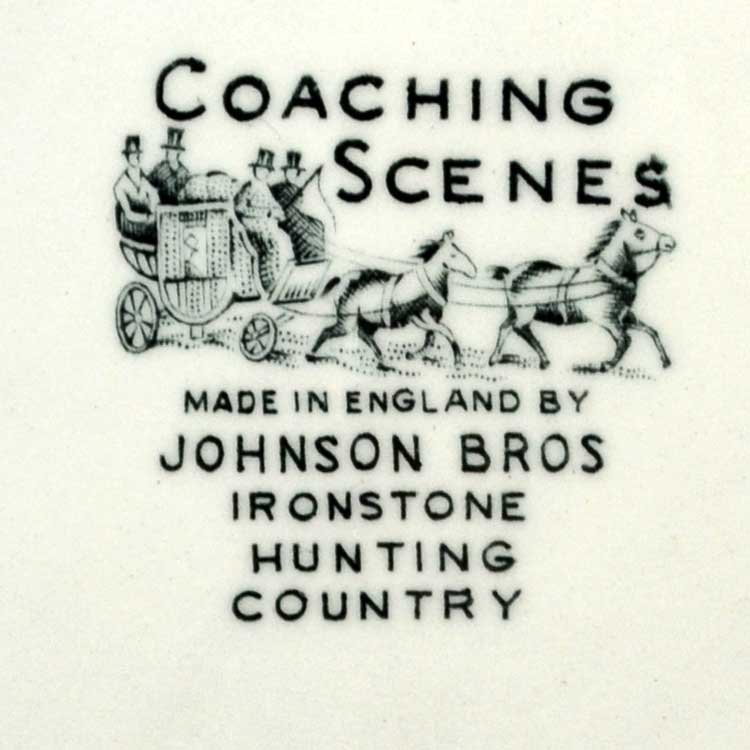 COACHING
SCENES
MADE IN ENGLAND BY
JOHNSON BROS
IRONSTONE
HUNTING
COUNTRY